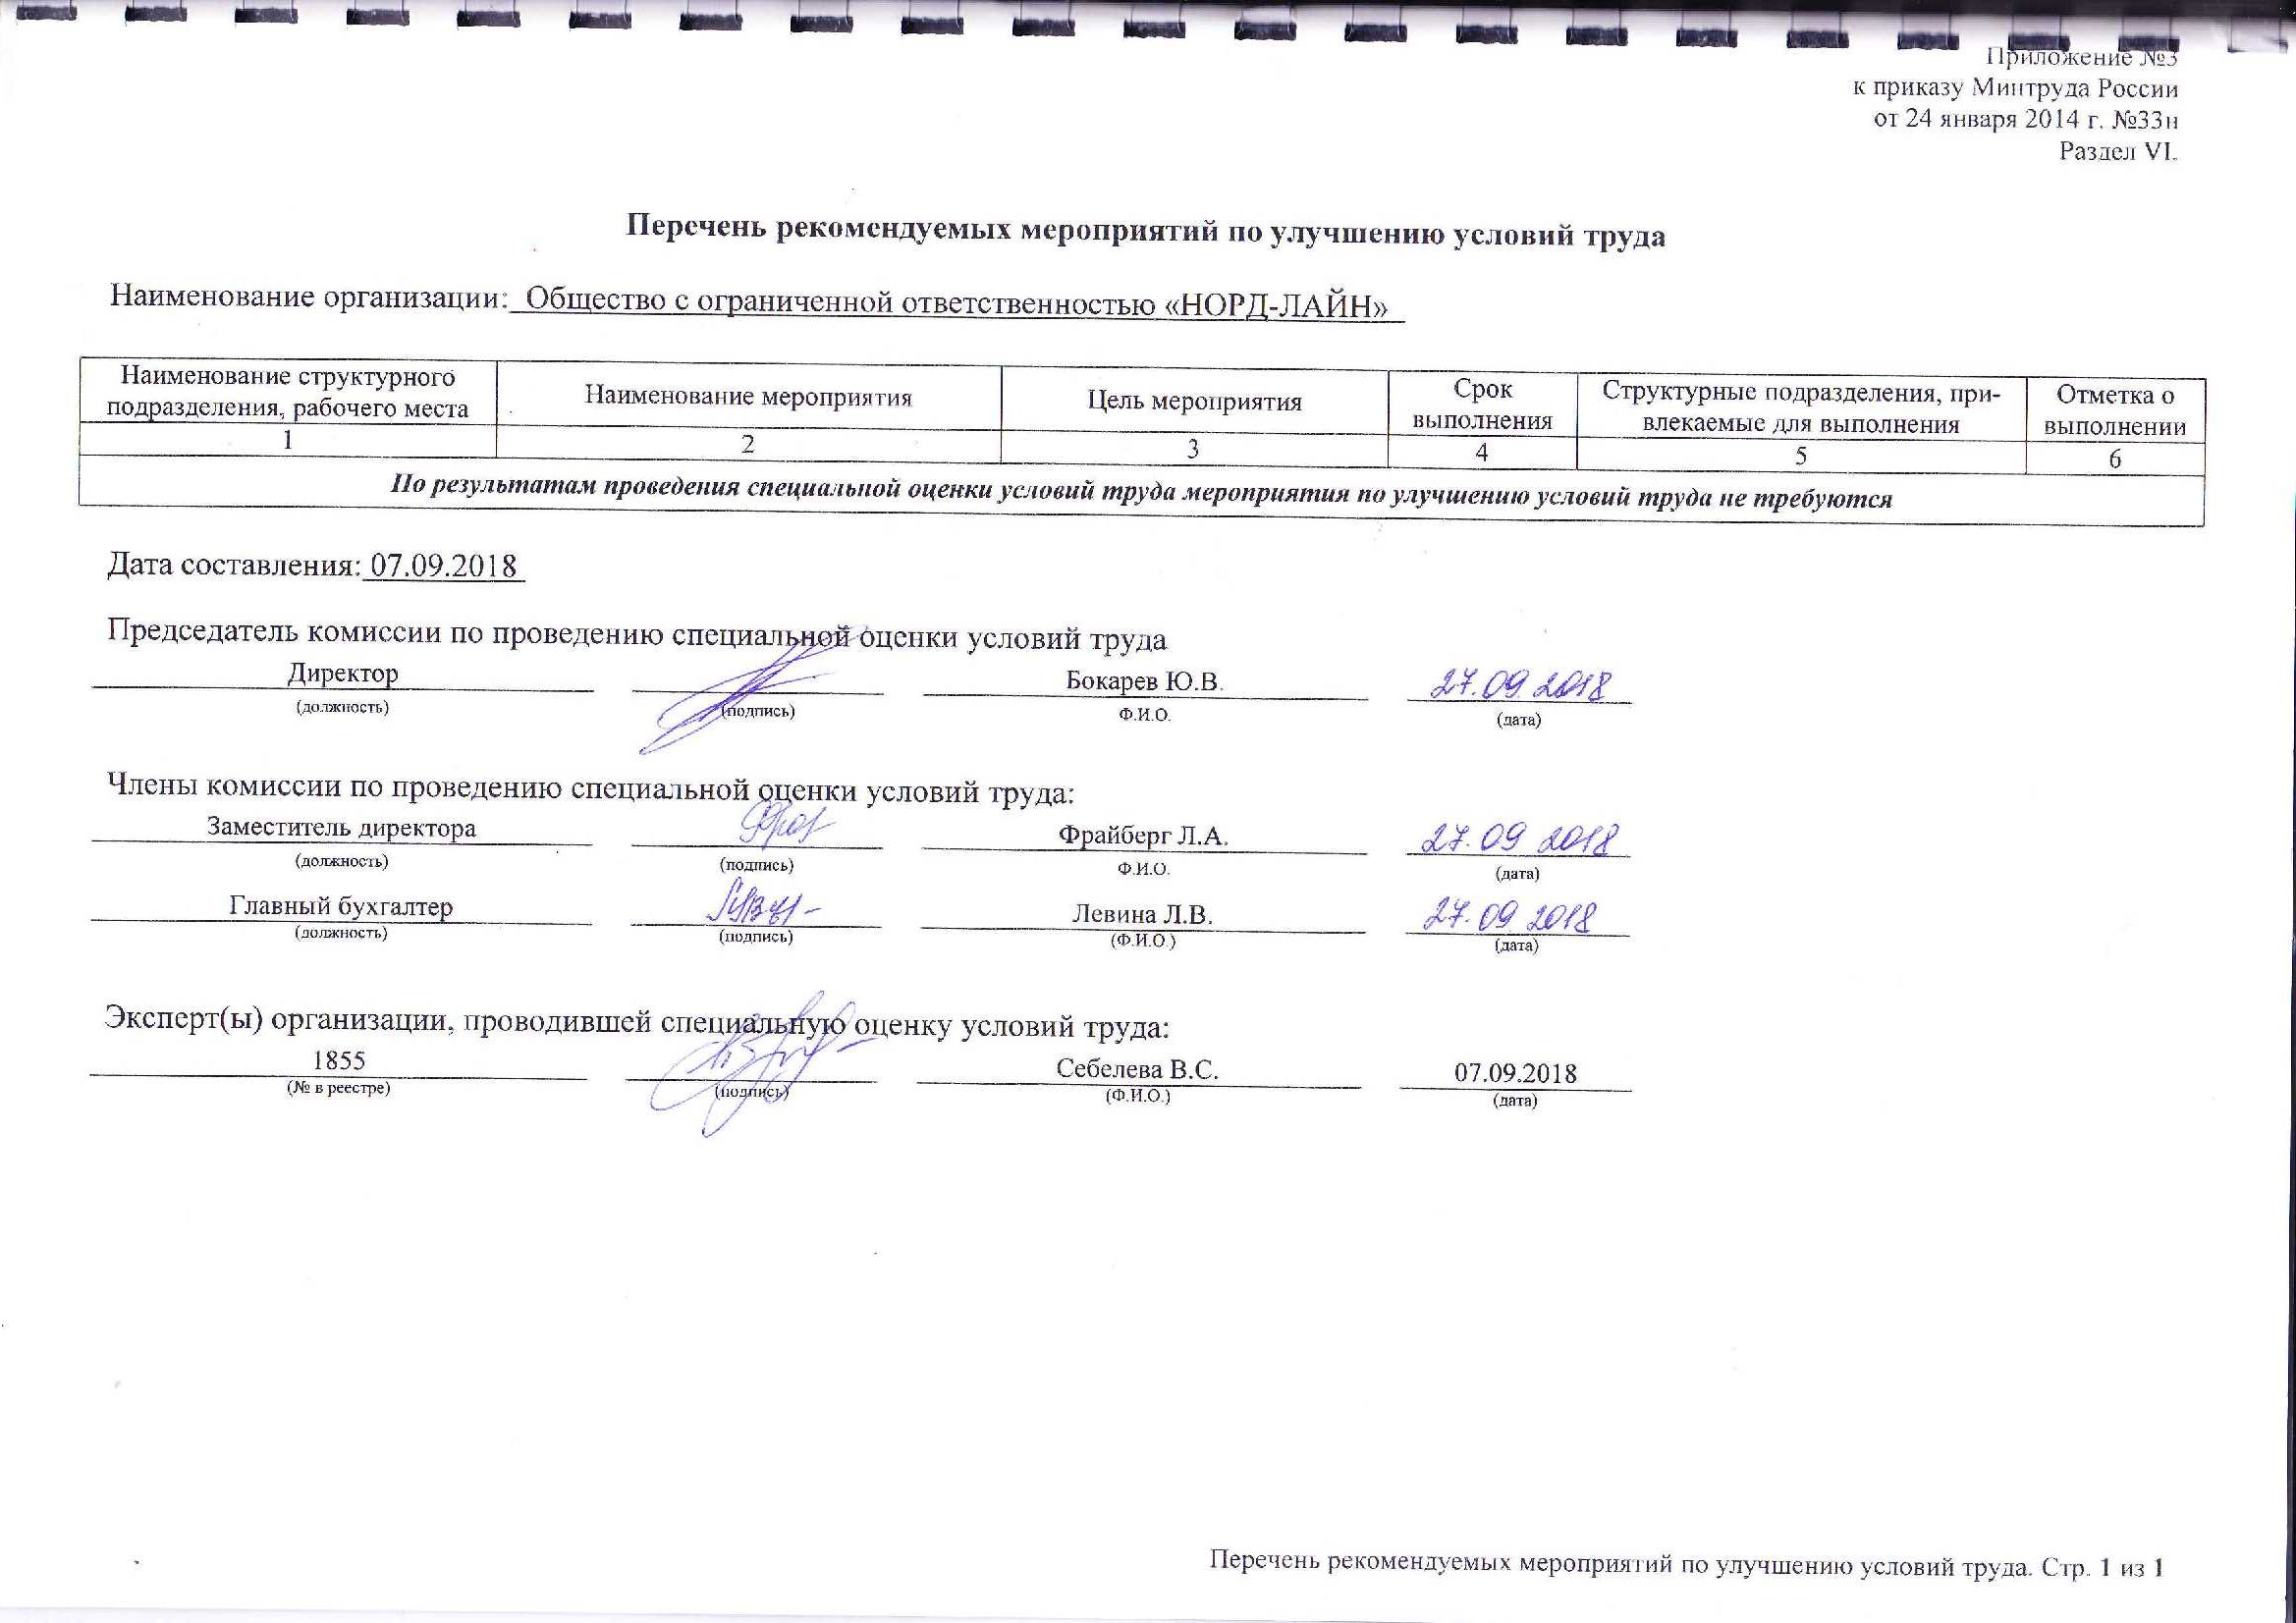 Приложение №3
к приказу Минтруда России
от 24 января 2014 г. №33н
Раздел VI.
Перечень рекомендуемых мероприятий по улучшению условий труда
Наименование организации: Общество с ограниченной ответственностью «НОРД-ЛАЙН»
Наименование структурного подразделения, рабочего места
Наименование мероприятия
Цель мероприятия
Срок выполнения
Структурные подразделения, при-
влекаемые для выполнения
Отметка о выполнении
1 2 3 4 5 6
По результатам проведения специальной оценки условий труда мероприятия по улучшению условий труда не требуются
Дата составления: 07.09.2018
Председатель комиссии по проведению специальной оценки условий труда
Директор Бокарев Ю.В. 27.09.2018
(должность) (подпись) Ф.И.О. (дата)
Члены комиссии по проведению специальной оценки условий труда:
Заместитель директора Фрайберг Л.А. 27.09 2018
(должность) (подпись) Ф.И.О. (дата)
Главный бухгалтер Левина Л.В. 27.09 2018
(должность) (подпись) (Ф.И.О.) (дата)
Эксперт(ы) организации, проводившей специальную оценку условий труда:
1855 Себелева В.С. 07.09.2018
(№ в реестре) (подпись) (Ф.И.О.) (дата)
Перечень рекомендуемых мероприятий по улучшению условий труда. Стр. 1 из 1